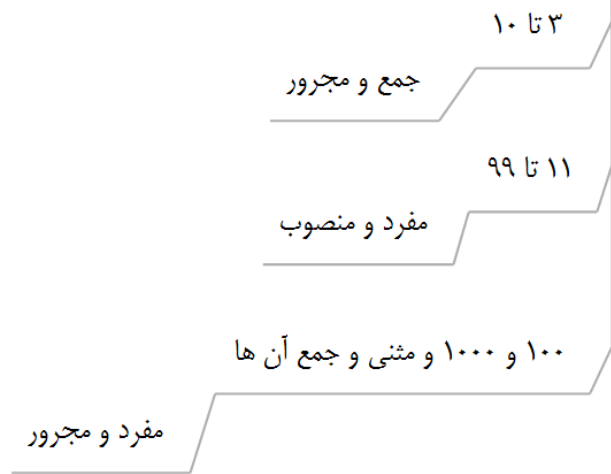 ۳ تا ۱۰
جمع و مجرور
۱۱ تا ۹۹
مفرد و منصوب
۱۰۰ و ۱۰۰۰ و مثنی و جمع آن ها
مفرد و مجرور